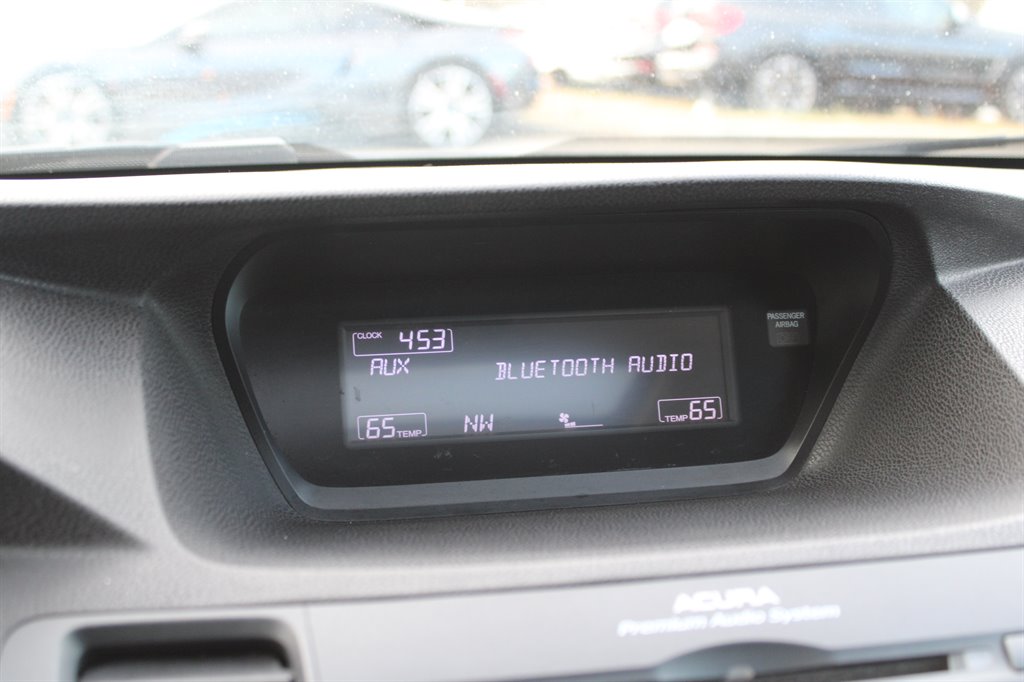 CLOCK 453
AUX
BLUETOOTH AUDIO
65 TEMP
NW
TEMP 65
PASSENGER
AIRBAG
ACURA
Premium Audio System